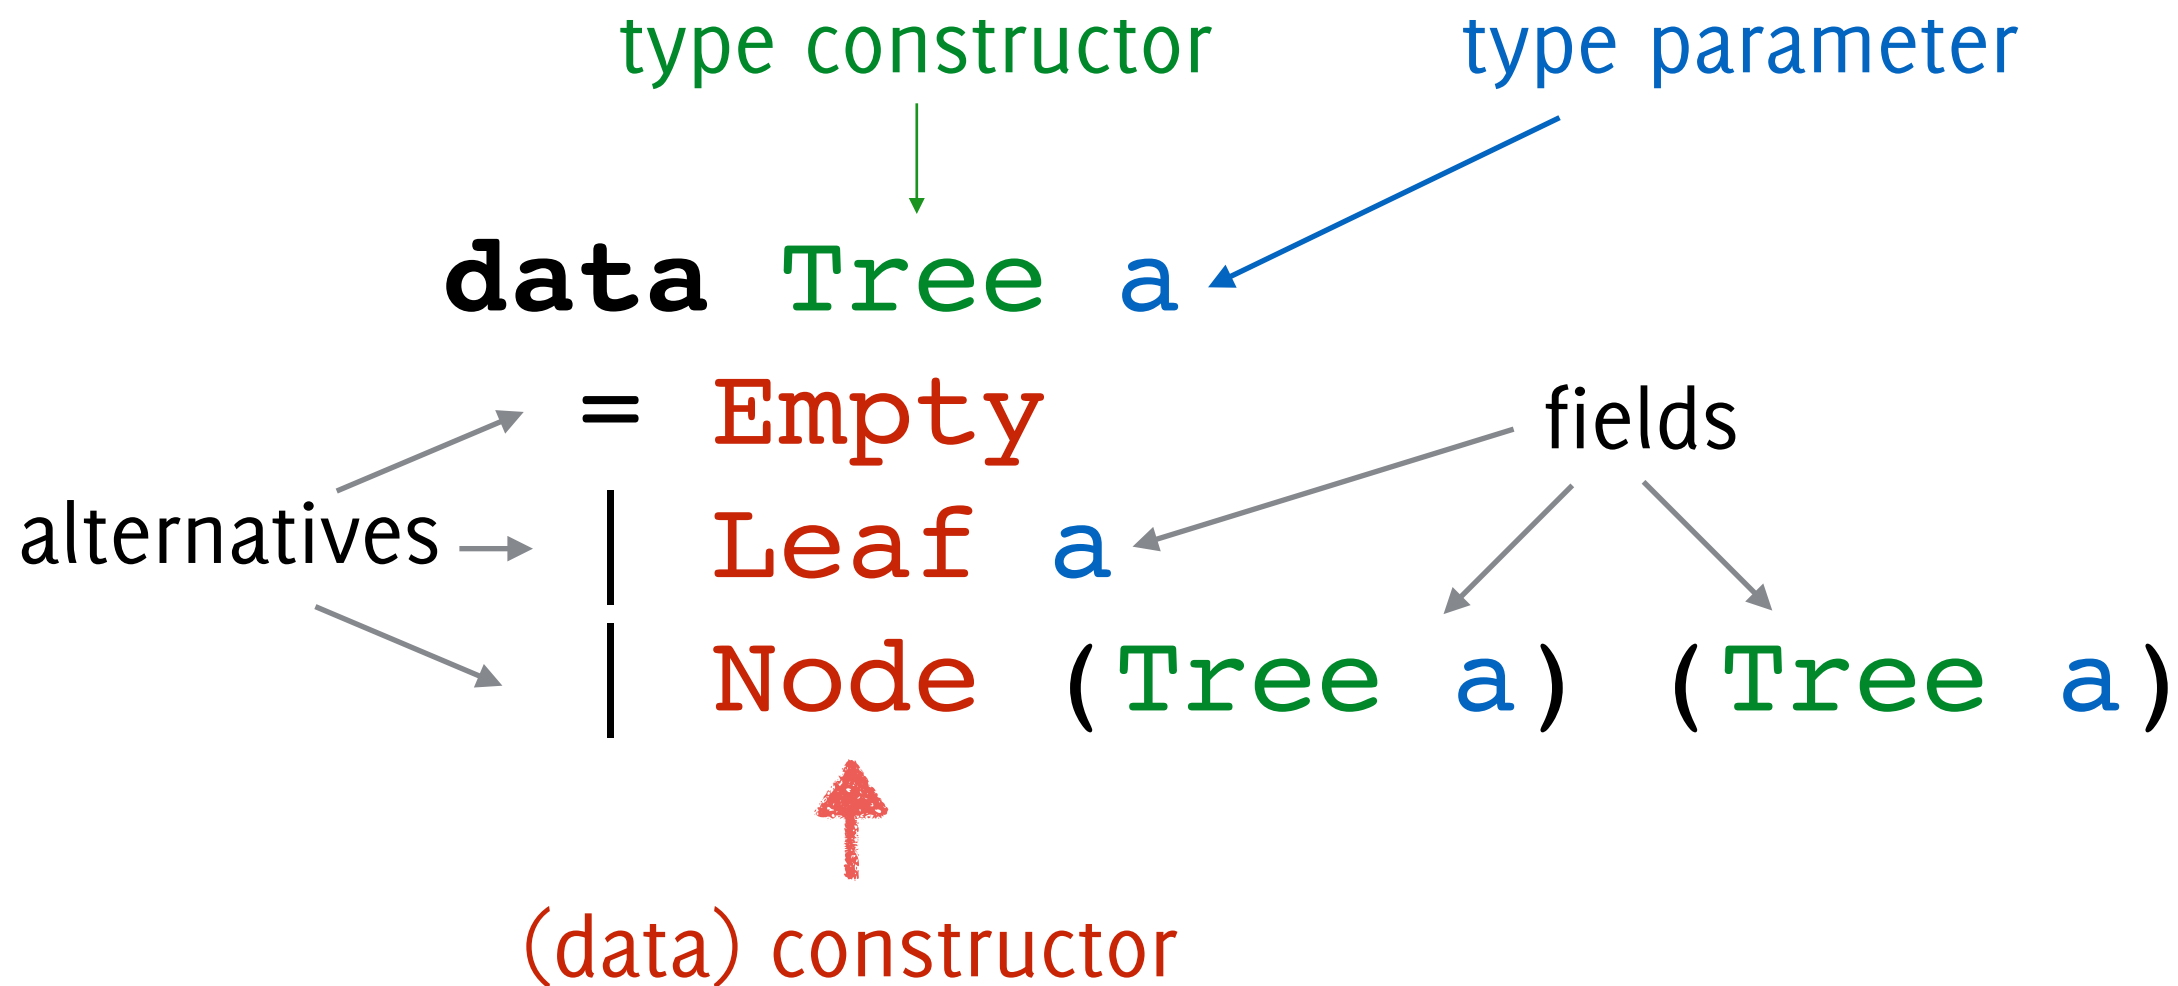 type constructor type parameter
data Tree a
= Empty
fields
alternatives
| Leaf a
| Node (Tree a) (Tree a)
(data) constructor